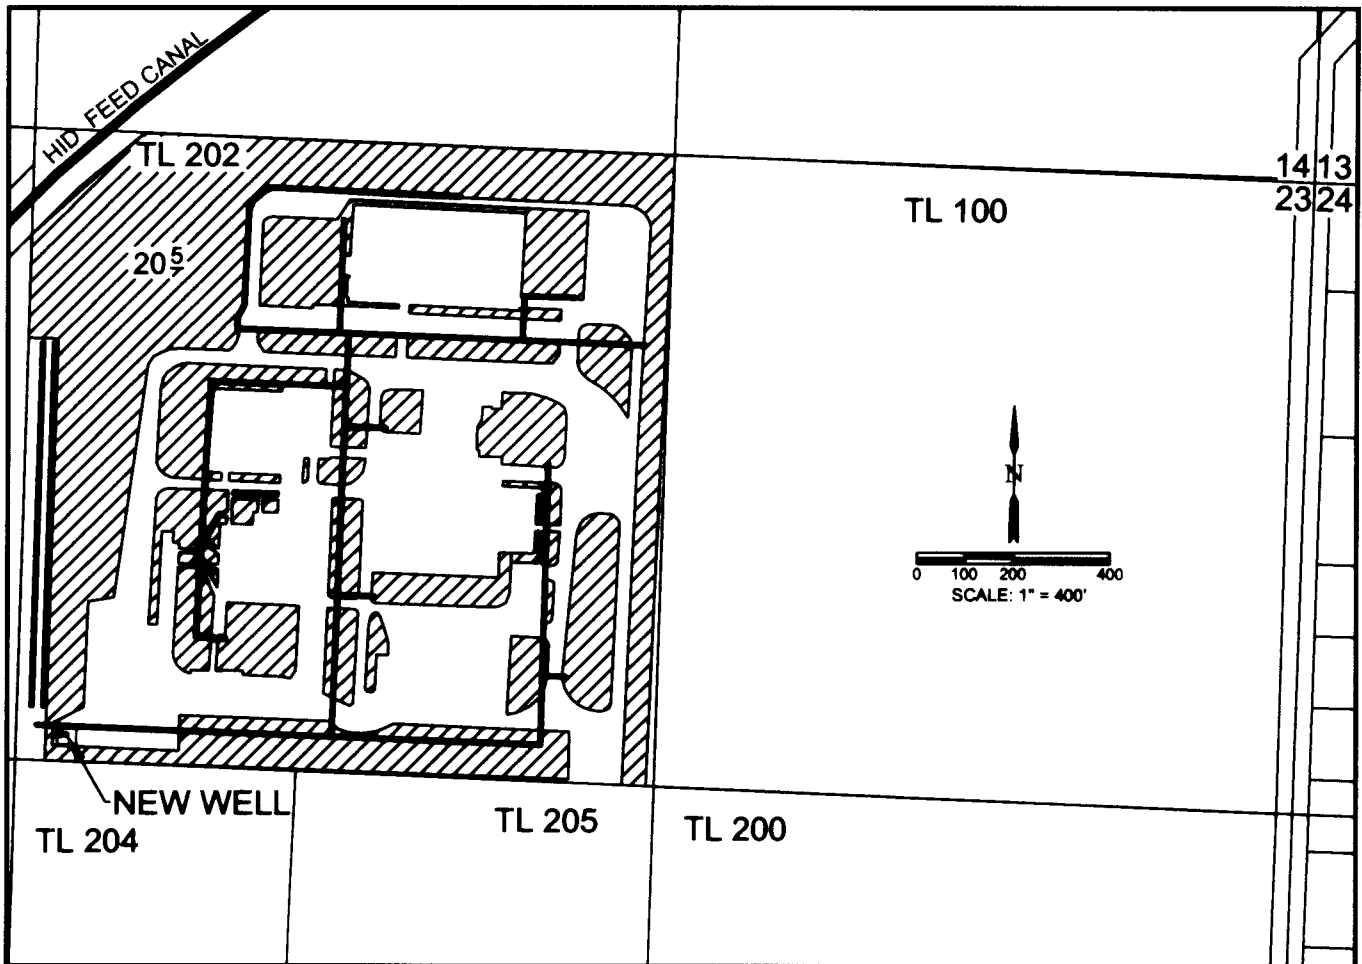 HID FEED CANAL
TL 202
14 13
23 24
TL 100
20 5/7
N
0 100 200 400
SCALE: 1" = 400'
NEW WELL
TL 204
TL 205
TL 200